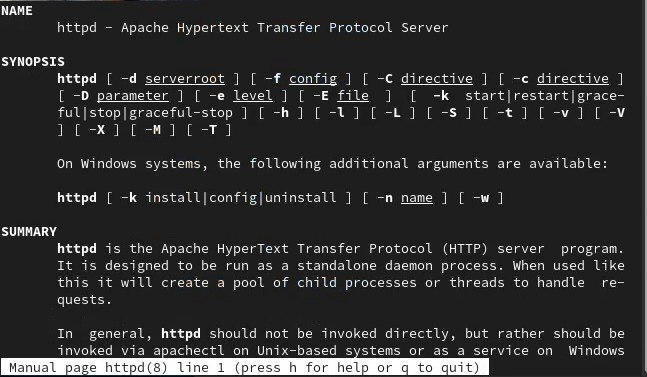 NAME
httpd - Apache Hypertext Transfer Protocol Server
SYNOPSIS
httpd [ -d serverroot ] [ -f config ] [ -C directive ] [ -c directive ]
[ -D parameter ] [ -e level ] [ -E file ] [ -k start|restart|grace-
ful|stop|graceful-stop ] [ -h ] [ -l ] [ -L ] [ -S ] [ -t ] [ -v ] [ -V
] [ -X ] [ -M ] [ -T ]
On Windows systems, the following additional arguments are available:
httpd [ -k install|config|uninstall ] [ -n name ] [ -w ]
SUMMARY
httpd is the Apache HyperText Transfer Protocol (HTTP) server program.
It is designed to be run as a standalone daemon process. When used like
this it will create a pool of child processes or threads to handle re-
quests.
In general, httpd should not be invoked directly, but rather should be
invoked via apachectl on Unix-based systems or as a service on Windows
Manual page httpd(8) line 1 (press h for help or q to quit)